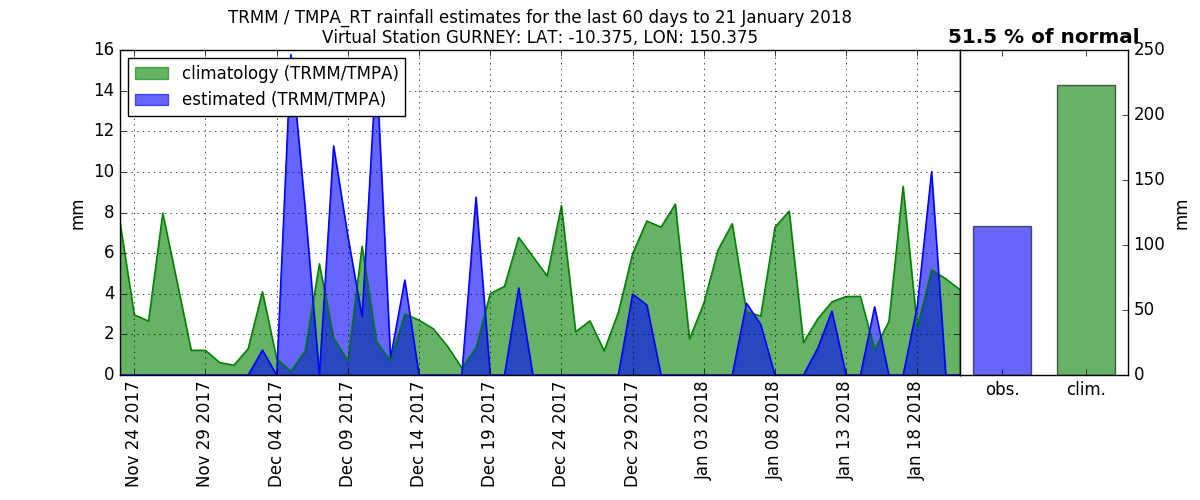 TRMM / TMPA_RT rainfall estimates for the last 60 days to 21 January 2018
Virtual Station GURNEY: LAT: -10.375, LON: 150.375
51.5 % of normal
climatology (TRMM/TMPA)
estimated (TRMM/TMPA)
mm
16
14
12
10
8
6
4
2
0
Nov 24 2017
Nov 29 2017
Dec 04 2017
Dec 09 2017
Dec 14 2017
Dec 19 2017
Dec 24 2017
Dec 29 2017
Jan 03 2018
Jan 08 2018
Jan 13 2018
Jan 18 2018
obs.
clim.
250
200
150
100
50
0
mm